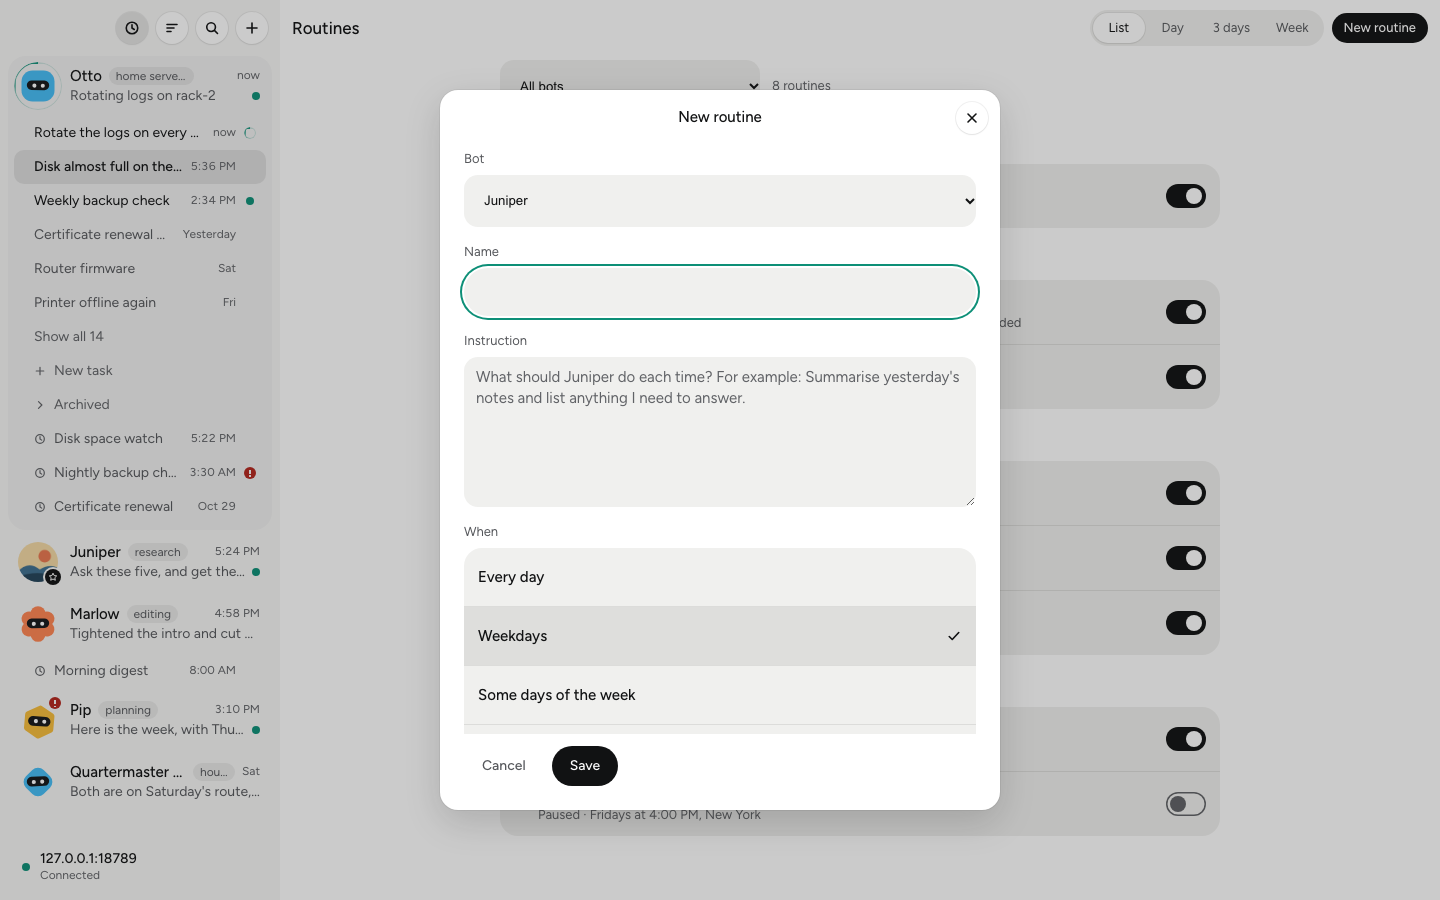 Routines
List
Day
3 days
Week
New routine
Otto
home serve...
now
Rotating logs on rack-2
Rotate the logs on every ...
now
Disk almost full on the...
5:36 PM
Weekly backup check
2:34 PM
Certificate renewal ...
Yesterday
Router firmware
Sat
Printer offline again
Fri
Show all 14
New task
Archived
Disk space watch
5:22 PM
Nightly backup ch...
3:30 AM
Certificate renewal
Oct 29
Juniper
research
5:24 PM
Ask these five, and get the...
Marlow
editing
4:58 PM
Tightened the intro and cut ...
Morning digest
8:00 AM
Pip
planning
3:10 PM
Here is the week, with Thu...
Quartermaster ...
hou...
Sat
Both are on Saturday's route,...
127.0.0.1:18789
Connected
All bots
8 routines
New routine
Bot
Juniper
Name
Instruction
What should Juniper do each time? For example: Summarise yesterday's
notes and list anything I need to answer.
When
Every day
Weekdays
Some days of the week
Cancel
Save
Paused · Fridays at 4:00 PM, New York